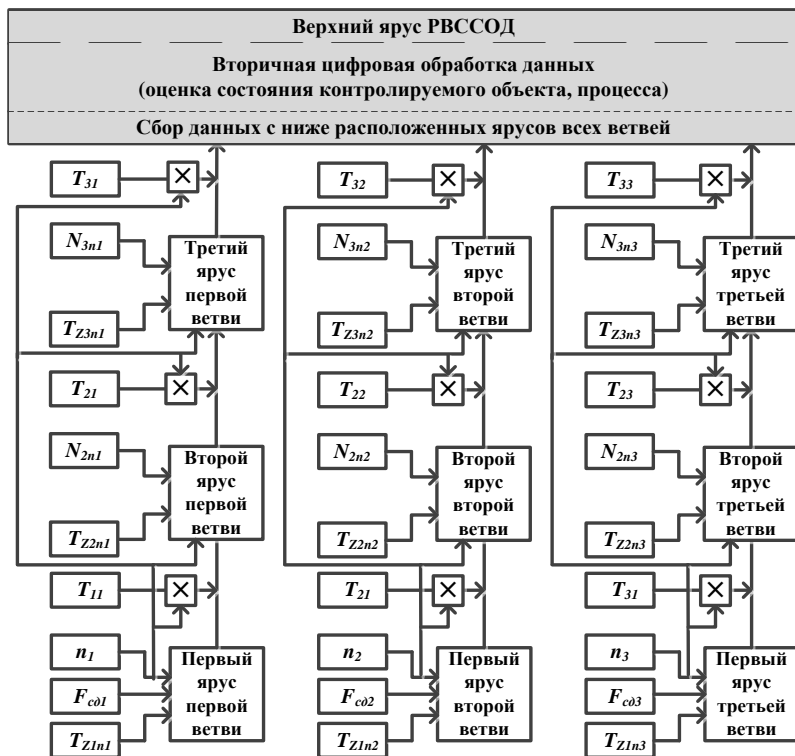 Верхний ярус РВССОД
Вторичная цифровая обработка данных
(оценка состояния контролируемого объекта, процесса)
Сбор данных с ниже расположенных ярусов всех ветвей
T31
×
T32
×
T33
×
N3n1
Третий
ярус
первой
ветви
TZ3n1
N3n2
Третий
ярус
второй
ветви
TZ3n2
N3n3
Третий
ярус
третьей
ветви
TZ3n3
T21
×
T22
×
T23
×
N2n1
Второй
ярус
первой
ветви
TZ2n1
N2n2
Второй
ярус
второй
ветви
TZ2n2
N2n3
Второй
ярус
третьей
ветви
TZ2n3
T11
×
T21
×
T31
×
n1
Fсд1
TZ1n1
Первый
ярус
первой
ветви
n2
Fсд2
TZ1n2
Первый
ярус
второй
ветви
n3
Fсд3
TZ1n3
Первый
ярус
третьей
ветви